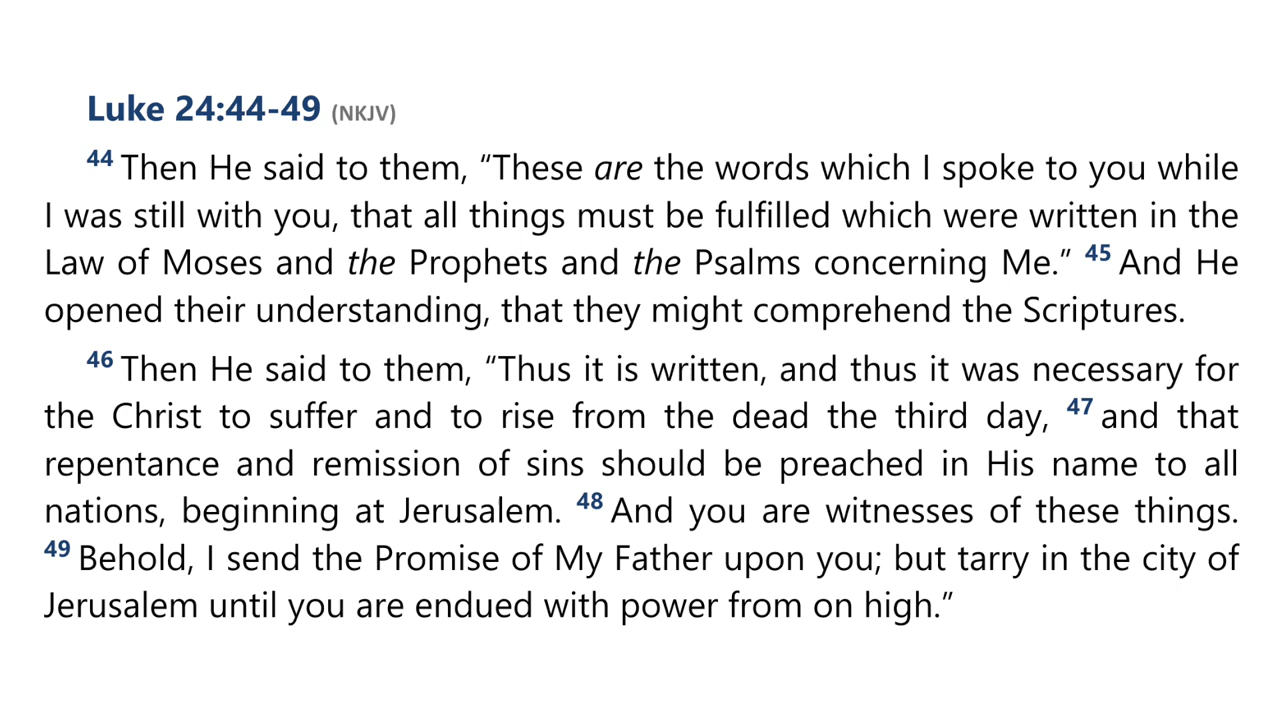 Luke 24:44-49 (NKJV)
44 Then He said to them, “These are the words which I spoke to you while
I was still with you, that all things must be fulfilled which were written in the
Law of Moses and the Prophets and the Psalms concerning Me.” 45 And He
opened their understanding, that they might comprehend the Scriptures.
46 Then He said to them, “Thus it is written, and thus it was necessary for
the Christ to suffer and to rise from the dead the third day, 47 and that
repentance and remission of sins should be preached in His name to all
nations, beginning at Jerusalem. 48 And you are witnesses of these things.
49 Behold, I send the Promise of My Father upon you; but tarry in the city of
Jerusalem until you are endued with power from on high.”